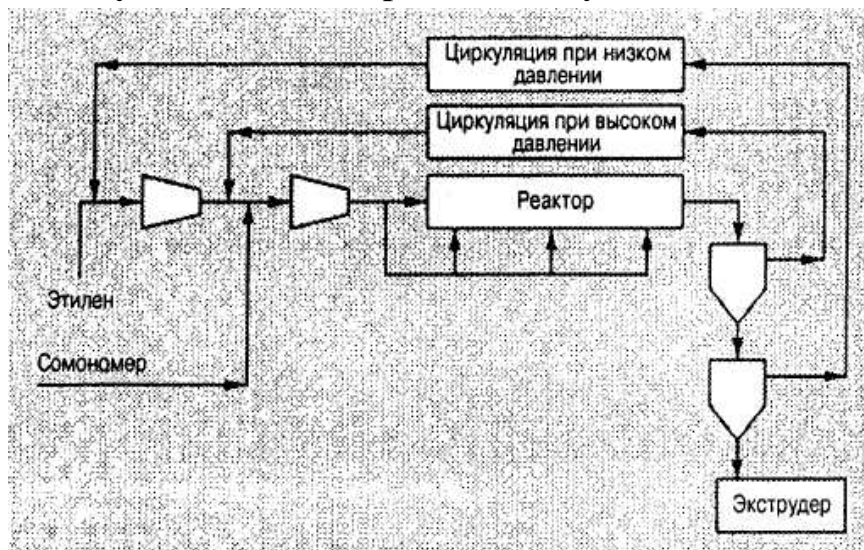 Циркуляция при низком
давлении
Циркуляция при высоком
давлении
Реактор
Этилен
Сомономер
Экструдер